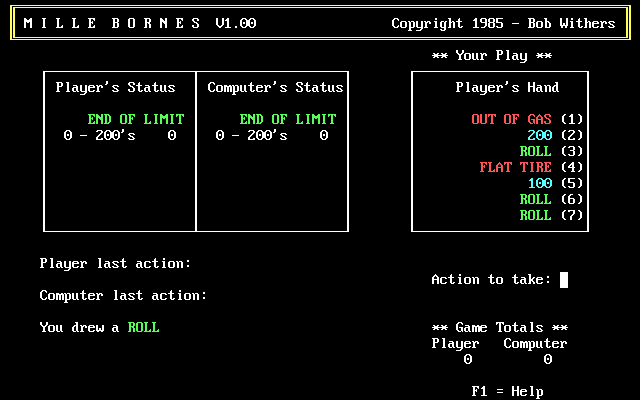 M I L L E  B O R N E S  V1.00    Copyright 1985 - Bob Withers
** Your Play **
Player's Status    Computer's Status    Player's Hand
END OF LIMIT    END OF LIMIT    OUT OF GAS (1)
0 - 200's    0    0 - 200's    0    200 (2)
ROLL (3)
FLAT TIRE (4)
100 (5)
ROLL (6)
ROLL (7)
Player last action:
Action to take:
Computer last action:
You drew a ROLL    ** Game Totals **
Player    Computer
0    0
F1 = Help